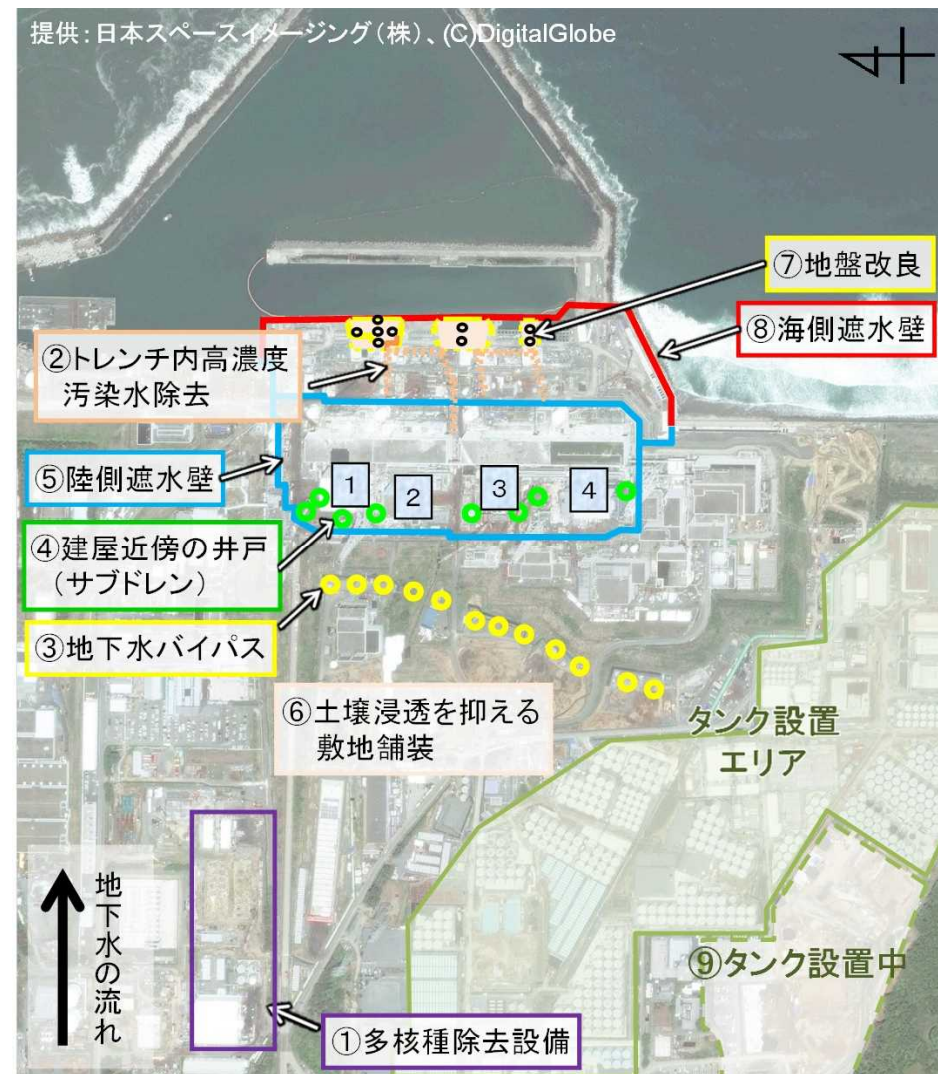 提供：日本スペースイメージング（株）、(C)DigitalGlobe
⑦地盤改良
⑧海側遮水壁
②トレンチ内高濃度
汚染水除去
⑤陸側遮水壁
1
2
3
4
④建屋近傍の井戸
（サブドレン）
③地下水バイパス
⑥土壌浸透を抑える
敷地舗装
タンク設置
エリア
地下水の流れ
⑨タンク設置中
①多核種除去設備